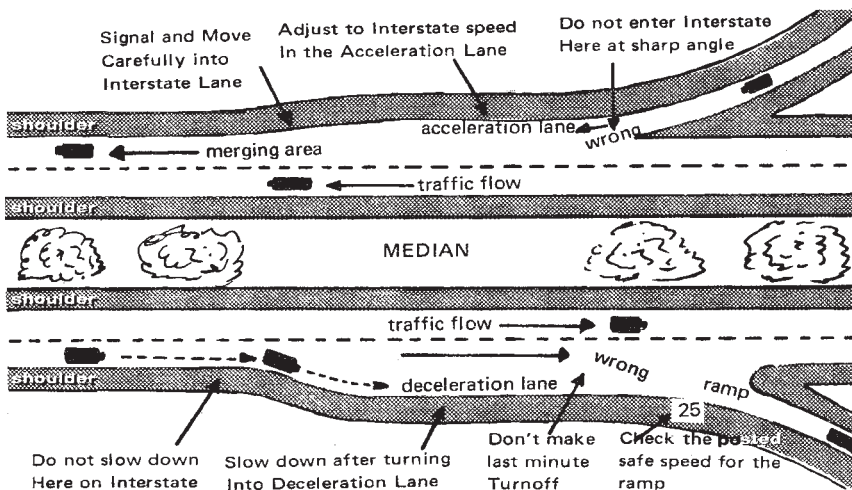 Signal and Move
Carefully into
Interstate Lane
Adjust to Interstate speed
In the Acceleration Lane
Do not enter Interstate
Here at sharp angle
shoulder
acceleration lane
wrong
merging area
traffic flow
shoulder
MEDIAN
shoulder
traffic flow
wrong
shoulder
deceleration lane
ramp
25
Do not slow down
Here on Interstate
Slow down after turning
Into Deceleration Lane
Don't make
last minute
Turnoff
Check the posted
safe speed for the
ramp